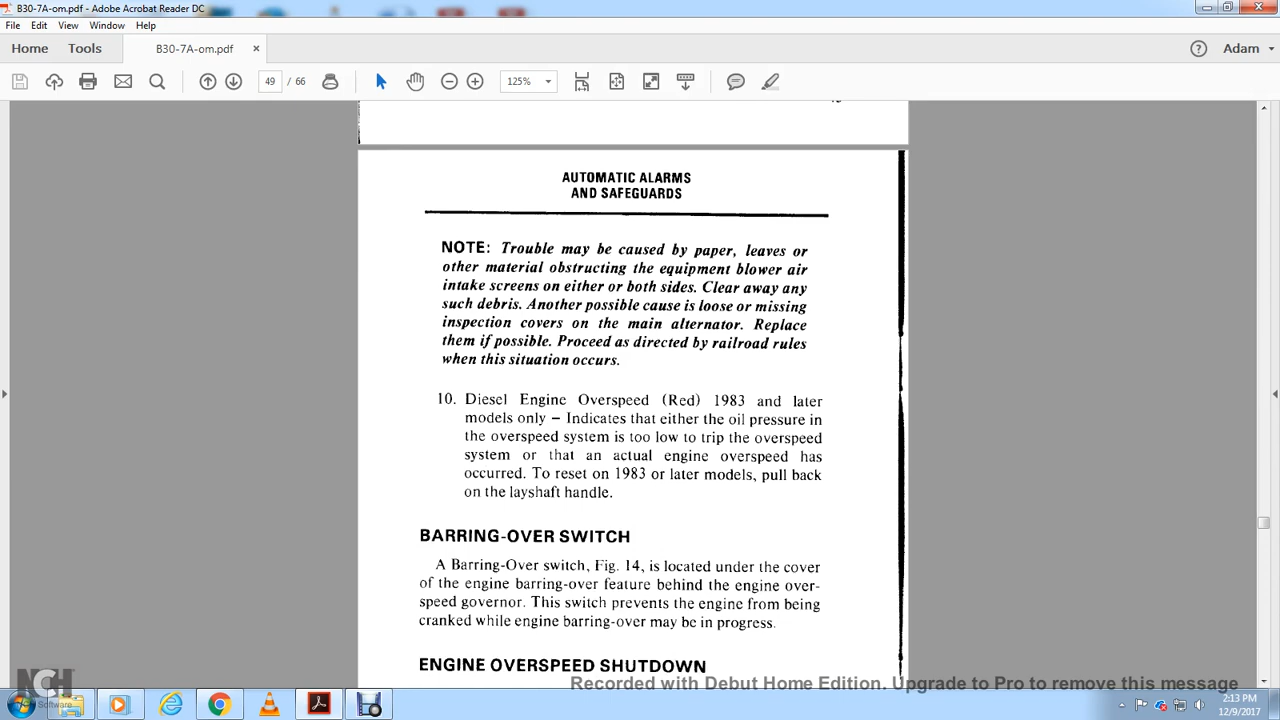 B30-7A-om.pdf - Adobe Acrobat Reader DC
File Edit View Window Help
Home Tools B30-7A-om.pdf × Adam
49 / 66 125%
AUTOMATIC ALARMS
AND SAFEGUARDS
NOTE: Trouble may be caused by paper, leaves or
other material obstructing the equipment blower air
intake screens on either or both sides. Clear away any
such debris. Another possible cause is loose or missing
inspection covers on the main alternator. Replace
them if possible. Proceed as directed by railroad rules
when this situation occurs.
10. Diesel Engine Overspeed (Red) 1983 and later
models only – Indicates that either the oil pressure in
the overspeed system is too low to trip the overspeed
system or that an actual engine overspeed has
occurred. To reset on 1983 or later models, pull back
on the layshaft handle.
BARRING-OVER SWITCH
A Barring-Over switch, Fig. 14, is located under the cover
of the engine barring-over feature behind the engine over-
speed governor. This switch prevents the engine from being
cranked while engine barring-over may be in progress.
ENGINE OVERSPEED SHUTDOWN
NCH
Software
Recorded with Debut Home Edition. Upgrade to Pro to remove this message
2:13 PM
12/9/2017